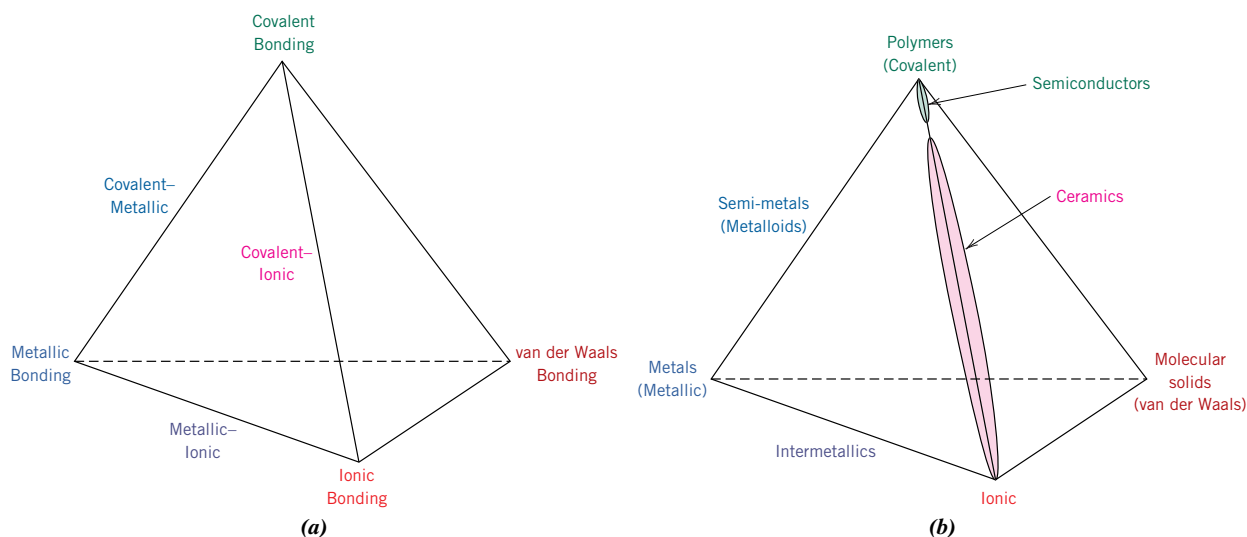 Covalent
Bonding
Covalent–
Metallic
Covalent–
Ionic
Metallic
Bonding
van der Waals
Bonding
Metallic–
Ionic
Ionic
Bonding
(a)
Polymers
(Covalent)
Semiconductors
Semi-metals
(Metalloids)
Ceramics
Metals
(Metallic)
Molecular
solids
(van der Waals)
Intermetallics
Ionic
(b)